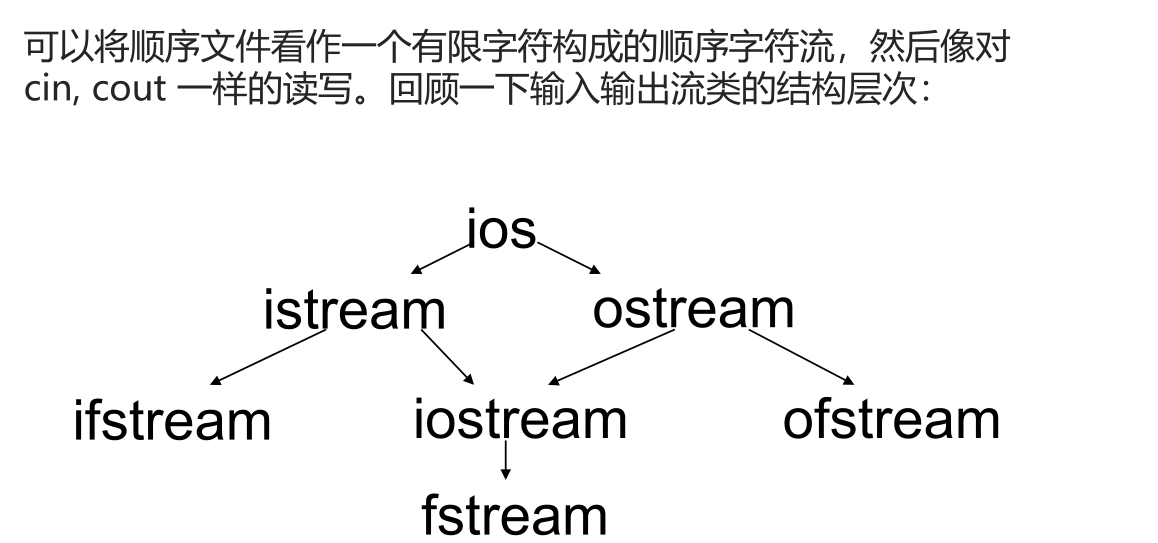 可以将顺序文件看作一个有限字符构成的顺序字符流，然后像对
cin, cout 一样的读写。回顾一下输入输出流类的结构层次：
ios
istream ostream
ifstream iostream ofstream
fstream